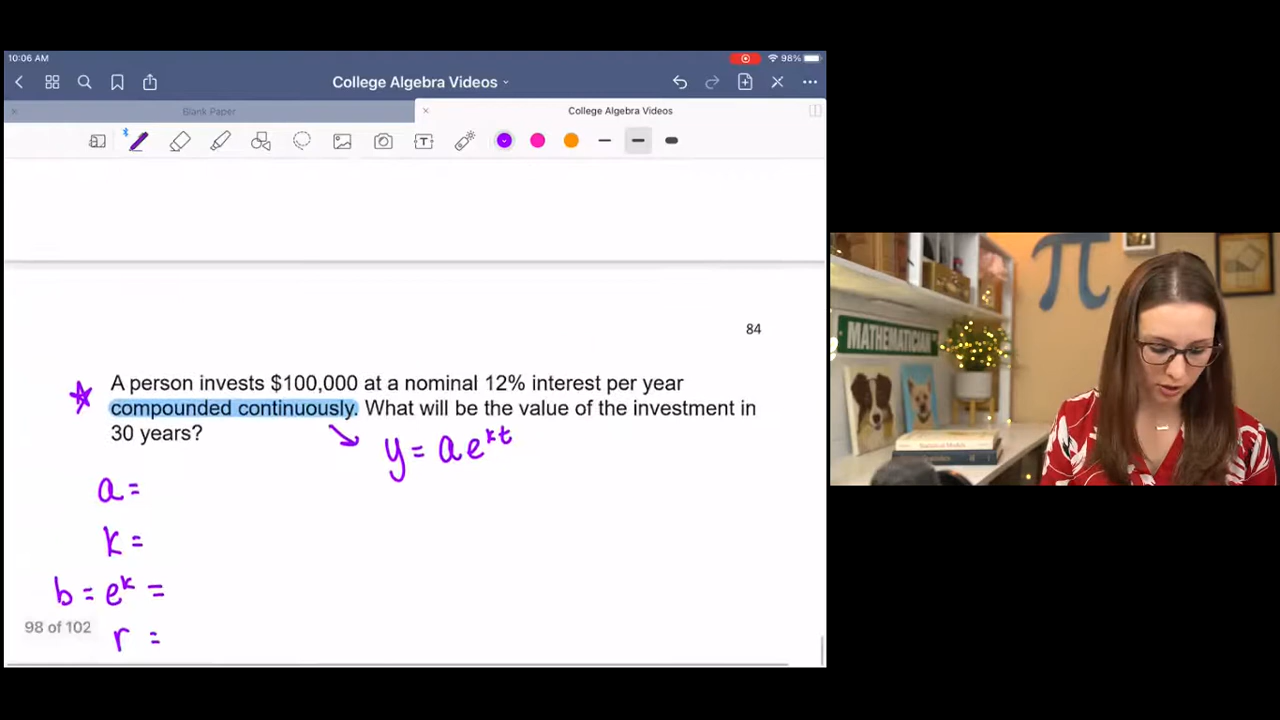 10:06 AM
98%
College Algebra Videos
Blank Paper
College Algebra Videos
84
A person invests $100,000 at a nominal 12% interest per year
compounded continuously. What will be the value of the investment in
30 years?
y = ae^{kt}
a =
k =
b = e^k =
98 of 102
r =
MATHEMATICIAN
π